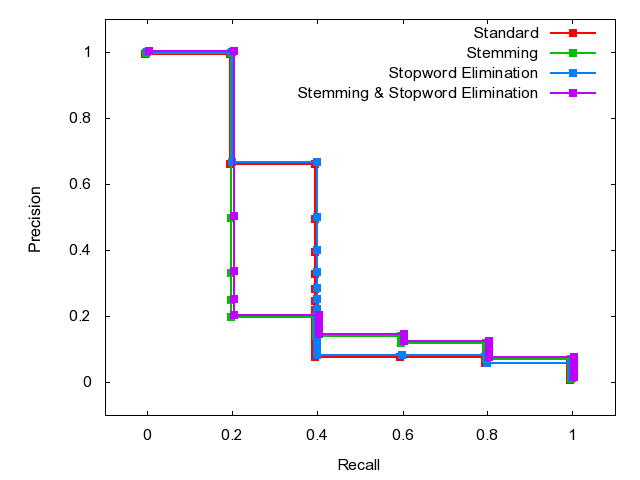 Standard
Stemming
Stopword Elimination
Stemming & Stopword Elimination
1
0.8
0.6
0.4
0.2
0
Precision
0 0.2 0.4 0.6 0.8 1
Recall